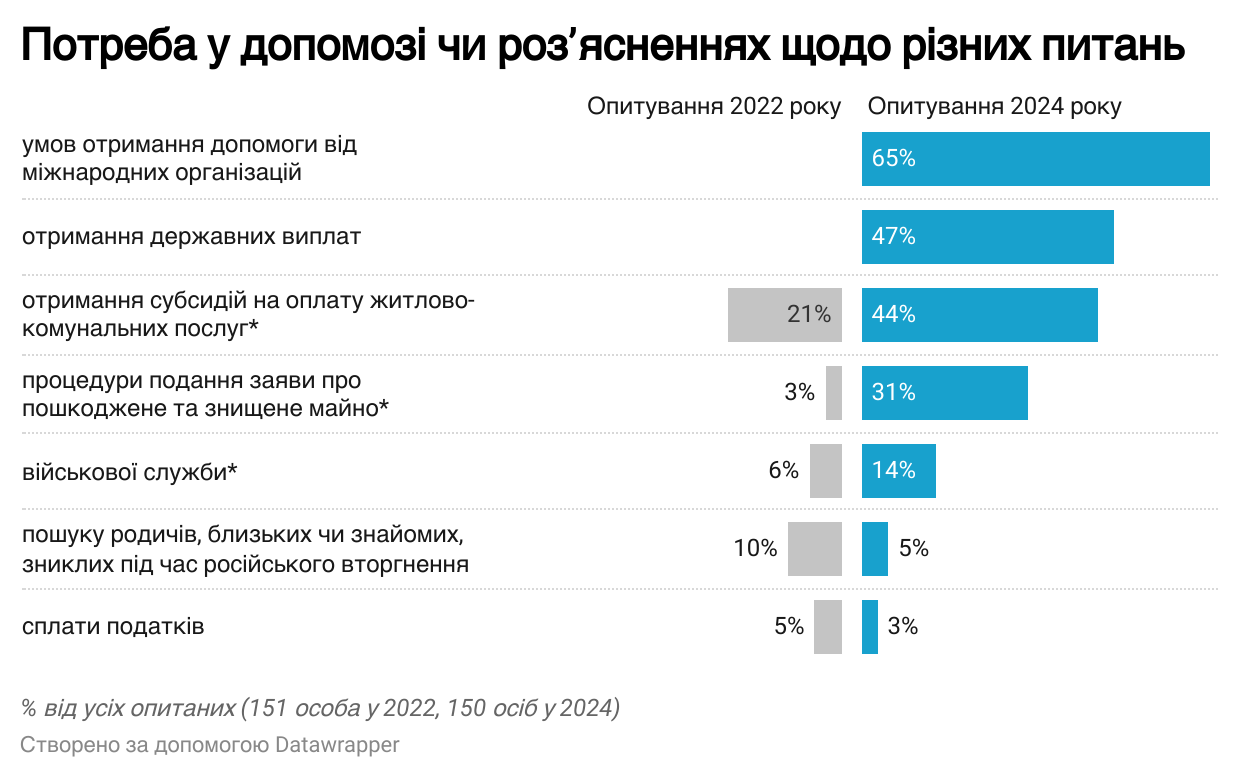 Потреба у допомозі чи роз’ясненнях щодо різних питань
Опитування 2022 року Опитування 2024 року
умов отримання допомоги від
міжнародних організацій
65%
отримання державних виплат
47%
отримання субсидій на оплату житлово-
комунальних послуг*
21% 44%
процедури подання заяви про
пошкоджене та знищене майно*
3% 31%
військової служби*
6% 14%
пошуку родичів, близьких чи знайомих,
зниклих під час російського вторгнення
10% 5%
сплати податків
5% 3%
% від усіх опитаних (151 особа у 2022, 150 осіб у 2024)
Створено за допомогою Datawrapper